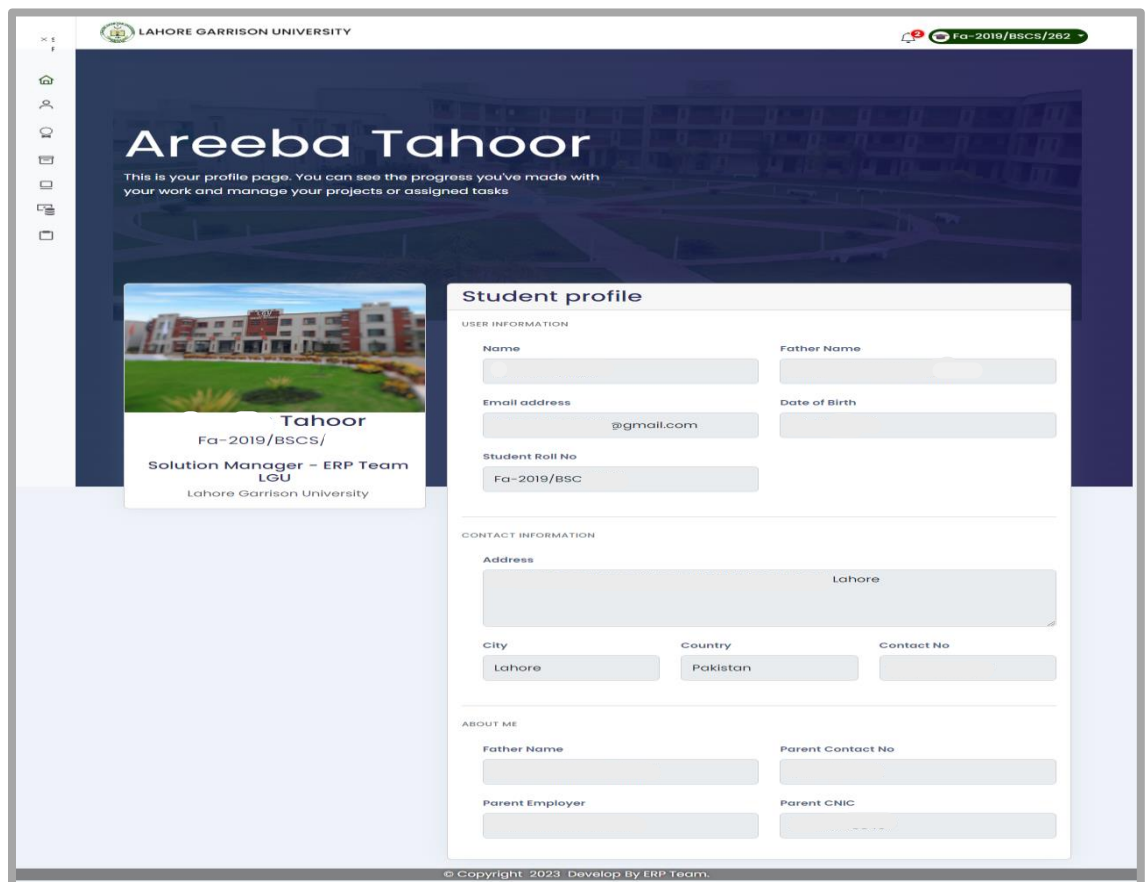 LAHORE GARRISON UNIVERSITY
2
Fa-2019/BSCS/262
Areeba Tahoor
This is your profile page. You can see the progress you've made with
your work and manage your projects or assigned tasks
Tahoor
Fa-2019/BSCS/
Solution Manager - ERP Team
LGU
Lahore Garrison University
Student profile
USER INFORMATION
Name Father Name
Email address Date of Birth
@gmail.com
Student Roll No
Fa-2019/BSC
CONTACT INFORMATION
Address
Lahore
City Country Contact No
Lahore Pakistan
ABOUT ME
Father Name Parent Contact No
Parent Employer Parent CNIC
© Copyright 2023 Develop By ERP Team.